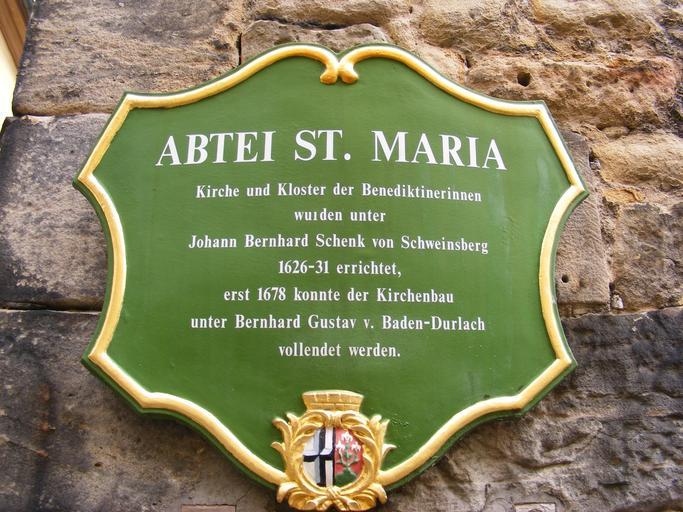 ABTEI ST. MARIA
Kirche und Kloster der Benediktinerinnen
wurden unter
Johann Bernhard Schenk von Schweinsberg
1626-31 errichtet,
erst 1678 konnte der Kirchenbau
unter Bernhard Gustav v. Baden-Durlach
vollendet werden.